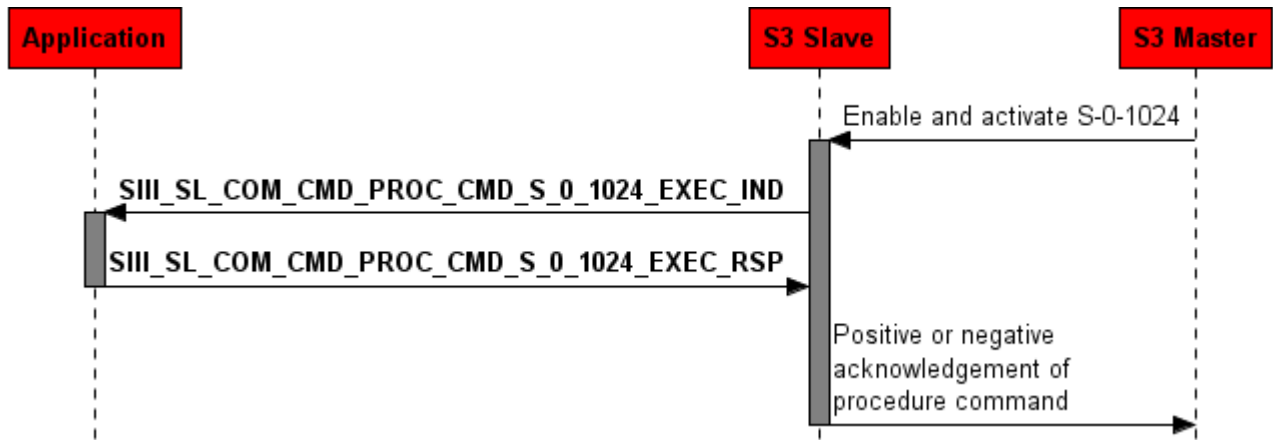 Application
S3 Slave
S3 Master
Enable and activate S-0-1024
SIII_SL_COM_CMD_PROC_CMD_S_0_1024_EXEC_IND
SIII_SL_COM_CMD_PROC_CMD_S_0_1024_EXEC_RSP
Positive or negative
acknowledgement of
procedure command